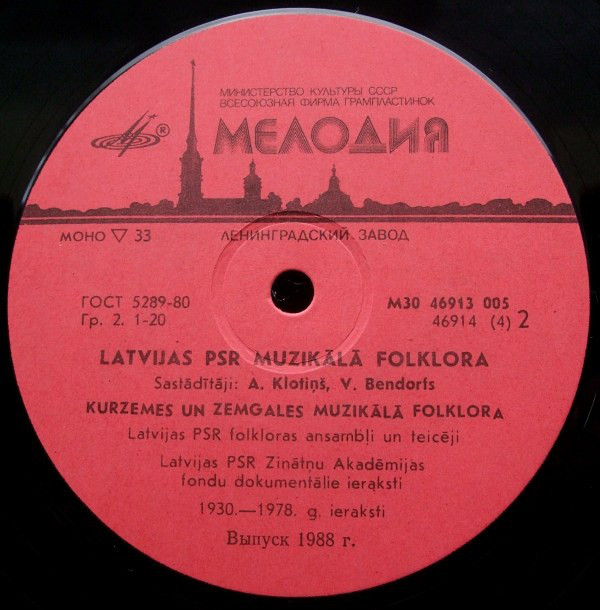 МИНИСТЕРСТВО КУЛЬТУРЫ СССР
ВСЕСОЮЗНАЯ ФИРМА ГРАМПЛАСТИНОК
®
МЕЛОДИЯ
МОНО ▽ 33
ЛЕНИНГРАДСКИЙ ЗАВОД
ГОСТ 5289-80
Гр. 2. 1-20
М30 46913 005
46914 (4) 2
LATVIJAS PSR MUZIKĀLĀ FOLKLORA
Sastādītāji: A. Klotiņš, V. Bendorfs
KURZEMES UN ZEMGALES MUZIKĀLĀ FOLKLORA
Latvijas PSR folkloras ansambļi un teicēji
Latvijas PSR Zinātņu Akadēmijas
fondu dokumentālie ieraksti
1930.—1978. g. ieraksti
Выпуск 1988 г.